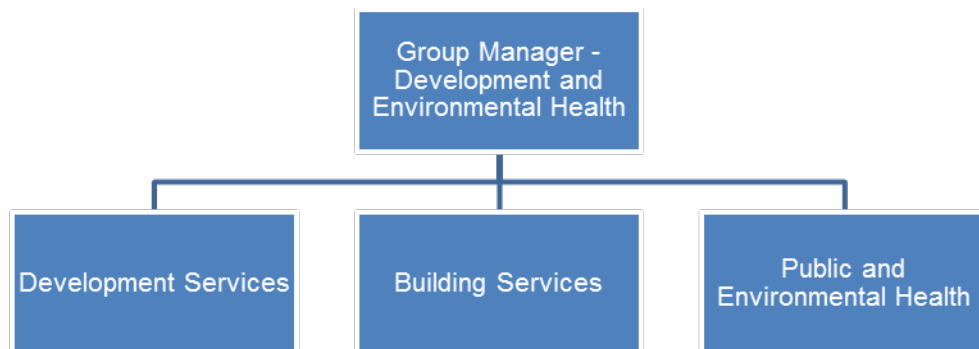 Group Manager -
Development and
Environmental Health
Development Services
Building Services
Public and
Environmental Health